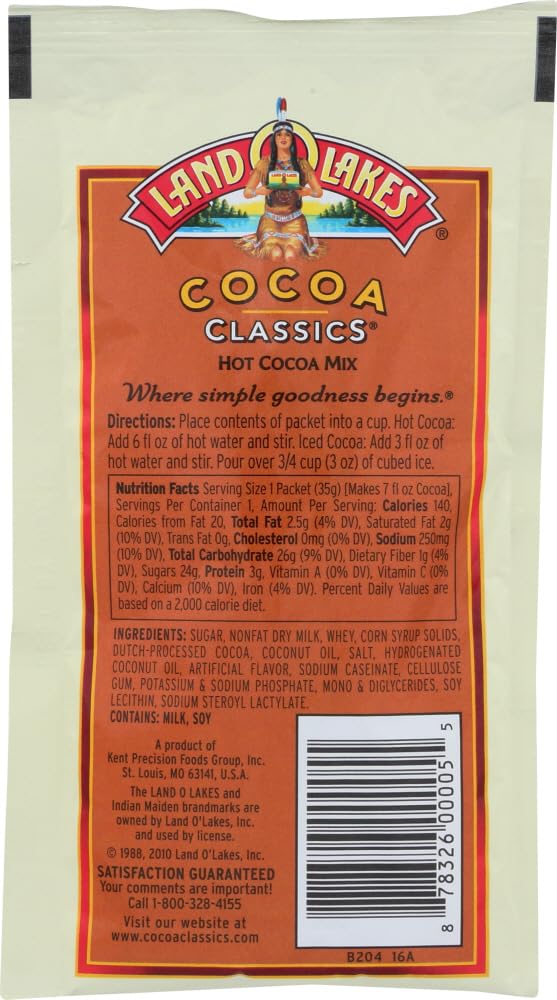 LAND O LAKES
LAND O LAKES
®
COCOA
CLASSICS®
HOT COCOA MIX
Where simple goodness begins.®
Directions: Place contents of packet into a cup. Hot Cocoa:
Add 6 fl oz of hot water and stir. Iced Cocoa: Add 3 fl oz of
hot water and stir. Pour over 3/4 cup (3 oz) of cubed ice.
Nutrition Facts Serving Size 1 Packet (35g) [Makes 7 fl oz Cocoa],
Servings Per Container 1, Amount Per Serving: Calories 140,
Calories from Fat 20, Total Fat 2.5g (4% DV), Saturated Fat 2g
(10% DV), Trans Fat 0g, Cholesterol 0mg (0% DV), Sodium 250mg
(10% DV), Total Carbohydrate 26g (9% DV), Dietary Fiber 1g (4%
DV), Sugars 24g, Protein 3g, Vitamin A (0% DV), Vitamin C (0%
DV), Calcium (10% DV), Iron (4% DV). Percent Daily Values are
based on a 2,000 calorie diet.
INGREDIENTS: SUGAR, NONFAT DRY MILK, WHEY, CORN SYRUP SOLIDS,
DUTCH-PROCESSED COCOA, COCONUT OIL, SALT, HYDROGENATED
COCONUT OIL, ARTIFICIAL FLAVOR, SODIUM CASEINATE, CELLULOSE
GUM, POTASSIUM & SODIUM PHOSPHATE, MONO & DIGLYCERIDES, SOY
LECITHIN, SODIUM STEROYL LACTYLATE.
CONTAINS: MILK, SOY
A product of
Kent Precision Foods Group, Inc.
St. Louis, MO 63141, U.S.A.
The LAND O LAKES and
Indian Maiden brandmarks are
owned by Land O'Lakes, Inc.
and used by license.
© 1988, 2010 Land O'Lakes, Inc.
SATISFACTION GUARANTEED
Your comments are important!
Call 1-800-328-4155
Visit our website at
www.cocoaclassics.com
8 78326 00005 5
B204 16A